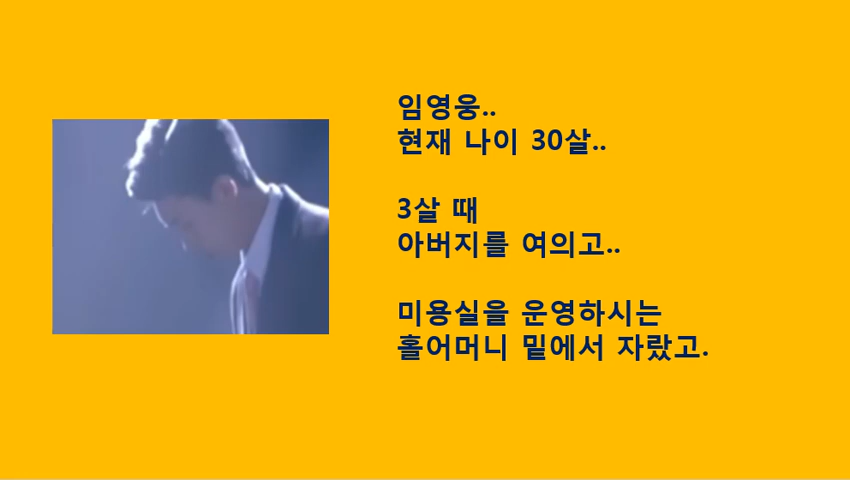 임영웅..
현재 나이 30살..
3살 때
아버지를 여의고..
미용실을 운영하시는
홀어머니 밑에서 자랐고.